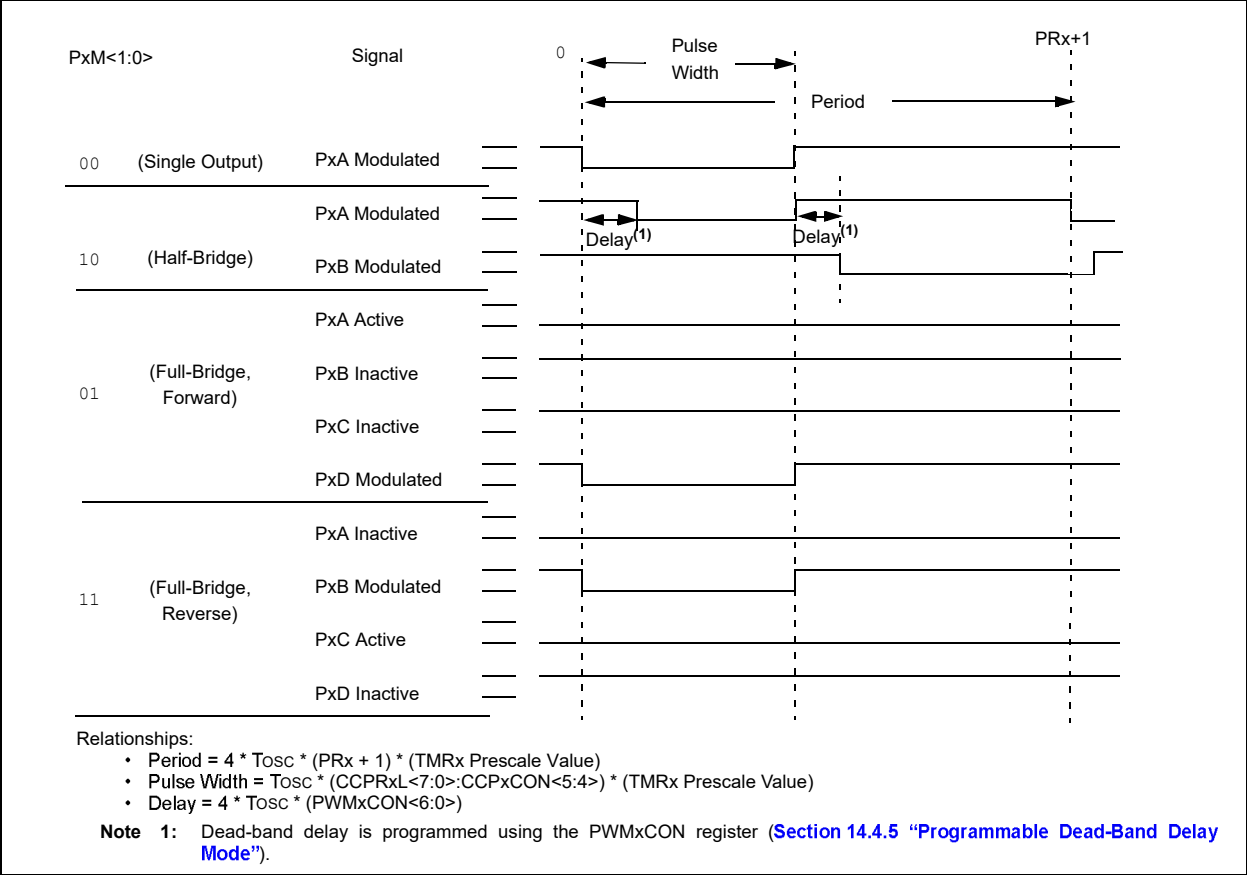 PxM<1:0>
Signal
0
Pulse
Width
PRx+1
Period
00
(Single Output)
PxA Modulated
10
(Half-Bridge)
PxA Modulated
Delay(1)
Delay(1)
PxB Modulated
01
(Full-Bridge,
Forward)
PxA Active
PxB Inactive
PxC Inactive
PxD Modulated
11
(Full-Bridge,
Reverse)
PxA Inactive
PxB Modulated
PxC Active
PxD Inactive
Relationships:
• Period = 4 * TOSC * (PRx + 1) * (TMRx Prescale Value)
• Pulse Width = TOSC * (CCPRxL<7:0>:CCPxCON<5:4>) * (TMRx Prescale Value)
• Delay = 4 * TOSC * (PWMxCON<6:0>)
Note 1: Dead-band delay is programmed using the PWMxCON register (Section 14.4.5 “Programmable Dead-Band Delay
Mode”).